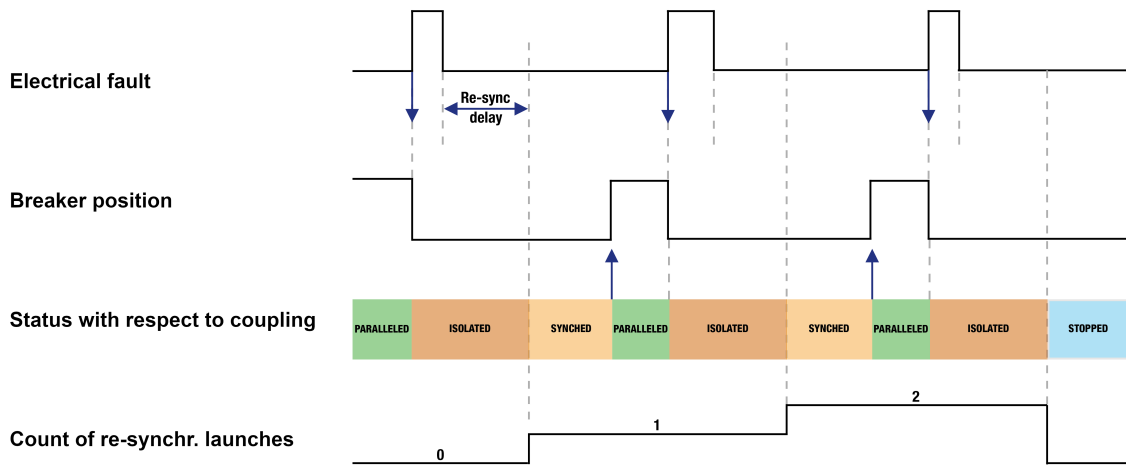 Electrical fault
Re-sync
delay
Breaker position
Status with respect to coupling
PARALLELED ISOLATED SYNCHED PARALLELED ISOLATED SYNCHED PARALLELED ISOLATED STOPPED
Count of re-synchr. launches
0
1
2